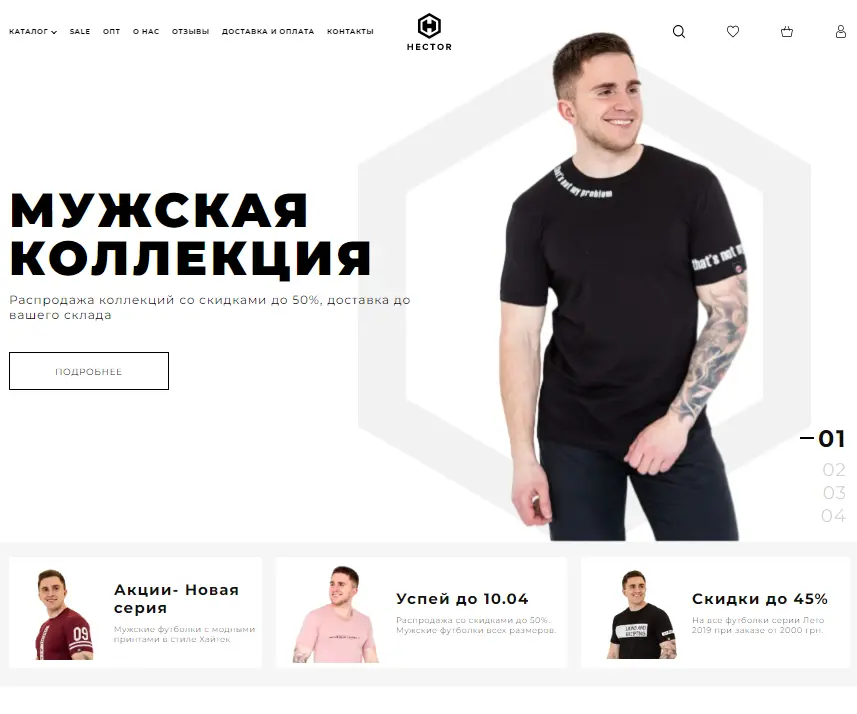 КАТАЛОГ
SALE
ОПТ
О НАС
ОТЗЫВЫ
ДОСТАВКА И ОПЛАТА
КОНТАКТЫ
HECTOR
that's not my problem
that's not m
МУЖСКАЯ
КОЛЛЕКЦИЯ
Распродажа коллекций со скидками до 50%, доставка до
вашего склада
ПОДРОБНЕЕ
01
02
03
04
09
Акции- Новая
серия
Мужские футболки с модными
принтами в стиле Хайтек
Успей до 10.04
Распродажа со скидками до 50%.
Мужские футболки всех размеров.
Скидки до 45%
На все футболки серии Лето
2019 при заказе от 2000 грн.